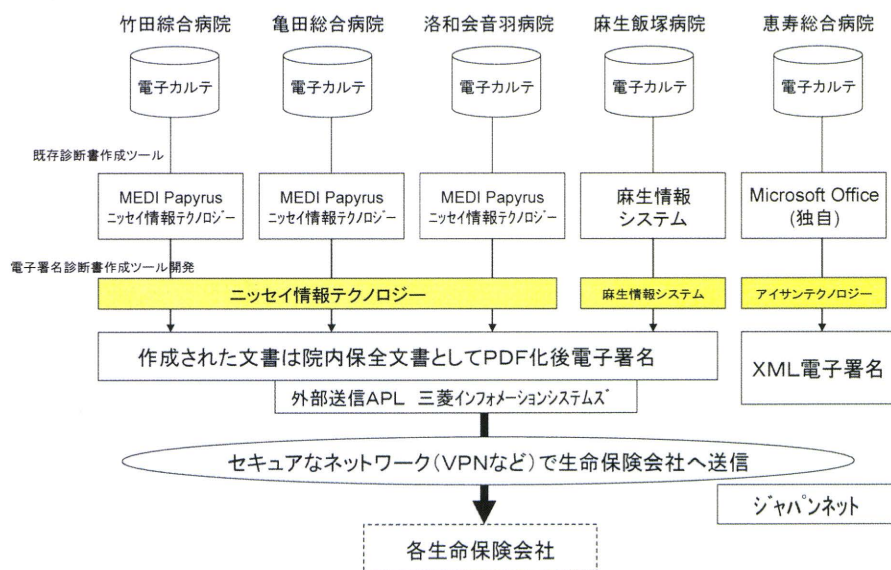 竹田綜合病院 亀田総合病院 洛和会音羽病院 麻生飯塚病院 恵寿総合病院
電子カルテ 電子カルテ 電子カルテ 電子カルテ 電子カルテ
既存診断書作成ツール
MEDI Papyrus
ニッセイ情報テクノロジー
MEDI Papyrus
ニッセイ情報テクノロジー
MEDI Papyrus
ニッセイ情報テクノロジー
麻生情報
システム
Microsoft Office
(独自)
電子署名診断書作成ツール開発
ニッセイ情報テクノロジー 麻生情報システム アイサンテクノロジー
作成された文書は院内保全文書としてPDF化後電子署名
XML電子署名
外部送信APL 三菱インフォメーションシステムズ
セキュアなネットワーク(VPNなど)で生命保険会社へ送信
ジャパンネット
各生命保険会社